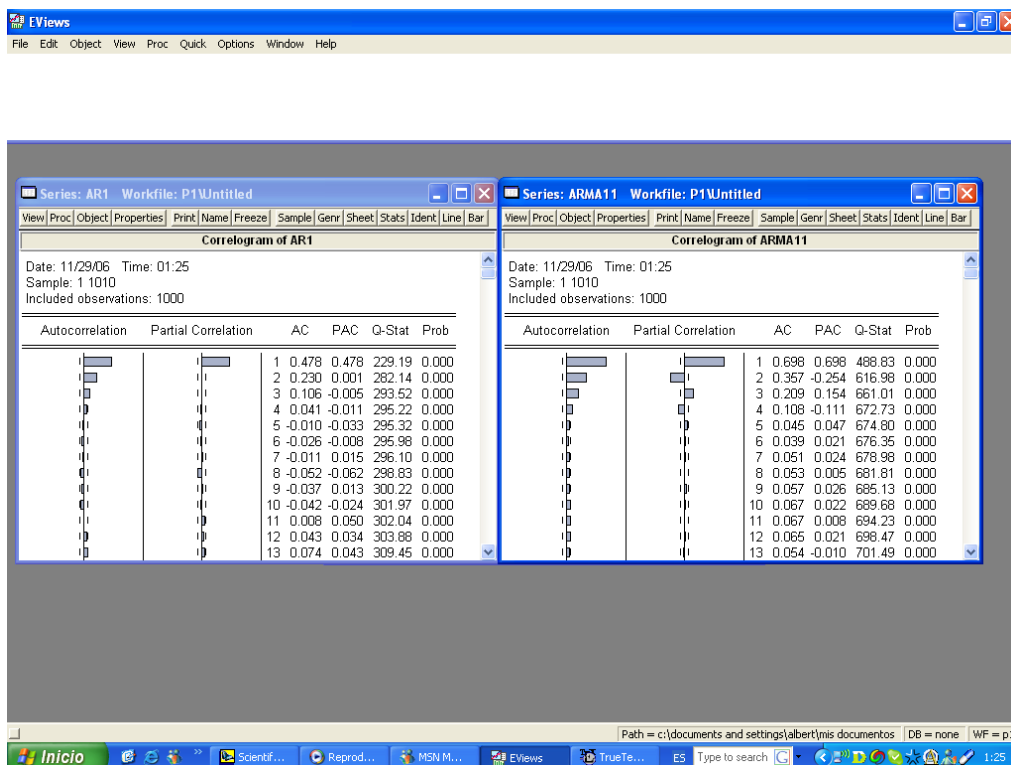 EViews
File Edit Object View Proc Quick Options Window Help
Series: AR1 Workfile: P1\Untitled
View Proc Object Properties Print Name Freeze Sample Genr Sheet Stats Ident Line Bar
Correlogram of AR1
Date: 11/29/06 Time: 01:25
Sample: 1 1010
Included observations: 1000
Autocorrelation Partial Correlation AC PAC Q-Stat Prob
1 0.478 0.478 229.19 0.000
2 0.230 0.001 282.14 0.000
3 0.106 -0.005 293.52 0.000
4 0.041 -0.011 295.22 0.000
5 -0.010 -0.033 295.32 0.000
6 -0.026 -0.008 295.98 0.000
7 -0.011 0.015 296.10 0.000
8 -0.052 -0.062 298.83 0.000
9 -0.037 0.013 300.22 0.000
10 -0.042 -0.024 301.97 0.000
11 0.008 0.050 302.04 0.000
12 0.043 0.034 303.88 0.000
13 0.074 0.043 309.45 0.000
Series: ARMA11 Workfile: P1\Untitled
View Proc Object Properties Print Name Freeze Sample Genr Sheet Stats Ident Line Bar
Correlogram of ARMA11
Date: 11/29/06 Time: 01:25
Sample: 1 1010
Included observations: 1000
Autocorrelation Partial Correlation AC PAC Q-Stat Prob
1 0.698 0.698 488.83 0.000
2 0.357 -0.254 616.98 0.000
3 0.209 0.154 661.01 0.000
4 0.108 -0.111 672.73 0.000
5 0.045 0.047 674.80 0.000
6 0.039 0.021 676.35 0.000
7 0.051 0.024 678.98 0.000
8 0.053 0.005 681.81 0.000
9 0.057 0.026 685.13 0.000
10 0.067 0.022 689.68 0.000
11 0.067 0.008 694.23 0.000
12 0.065 0.021 698.47 0.000
13 0.054 -0.010 701.49 0.000
Path = c:\documents and settings\albert\mis documentos DB = none WF = p1
Inicio Scientif... Reprod... MSN M... EViews TrueTe... ES Type to search 1:25